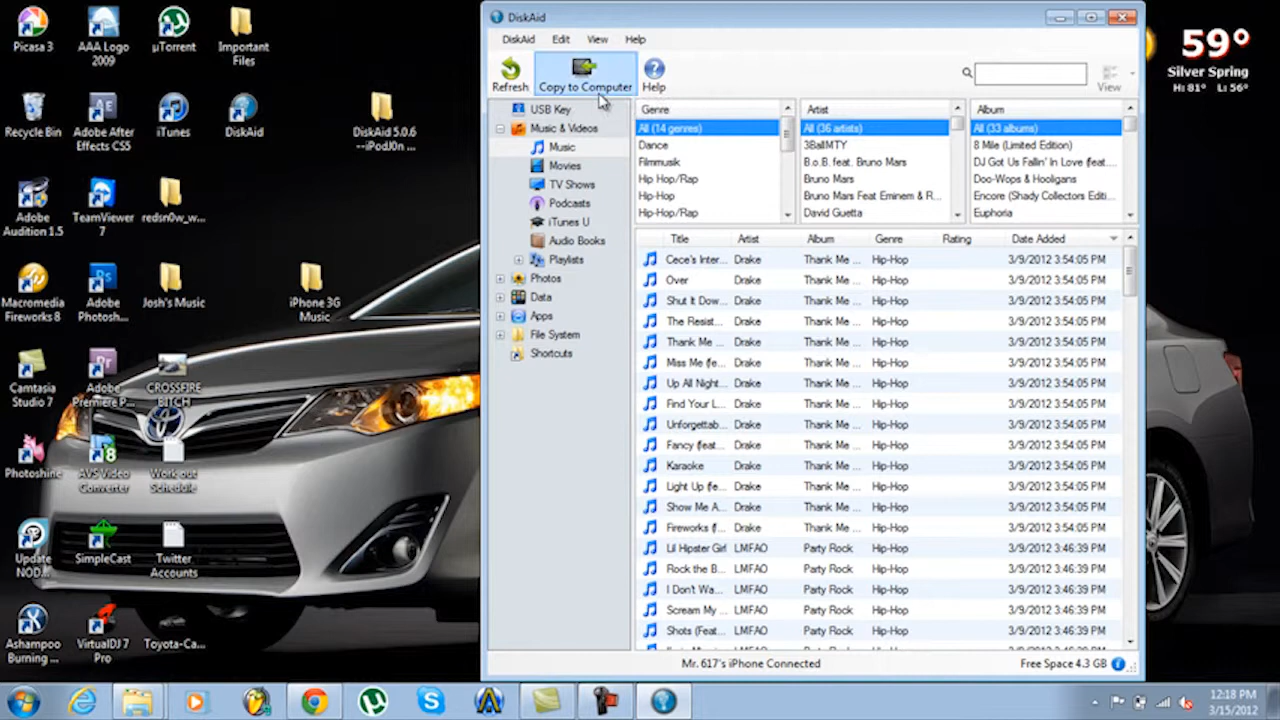 Picasa 3
AAA Logo
2009
µTorrent
Important
Files
Recycle Bin
Adobe After
Effects CS5
iTunes
DiskAid
DiskAid 5.0.6
--iPodJ0n ...
Adobe
Audition 1.5
TeamViewer
7
redsn0w_w...
Macromedia
Fireworks 8
Adobe
Photosh...
Josh's Music
iPhone 3G
Music
Camtasia
Studio 7
Adobe
Premiere P...
CROSSFIRE
BITCH
Photoshine
AVS Video
Converter
Work out
Schedule
Update
NOD...
SimpleCast
Twitter
Accounts
Ashampoo
Burning ...
VirtualDJ 7
Pro
Toyota-Ca...
DiskAid
DiskAid Edit View Help
Refresh Copy to Computer Help View
USB Key
Music & Videos
Music
Movies
TV Shows
Podcasts
iTunes U
Audio Books
Playlists
Photos
Data
Apps
File System
Shortcuts
Genre
All (14 genres)
Dance
Filmmusik
Hip Hop/Rap
Hip-Hop
Hip-Hop/Rap
Artist
All (36 artists)
3BallMTY
B.o.B. feat. Bruno Mars
Bruno Mars
Bruno Mars Feat Eminem & R...
David Guetta
Album
All (33 albums)
8 Mile (Limited Edition)
DJ Got Us Fallin' In Love (feat....
Doo-Wops & Hooligans
Encore (Shady Collectors Editi...
Euphoria
Title Artist Album Genre Rating Date Added
Cece's Inter... Drake Thank Me ... Hip-Hop 3/9/2012 3:54:05 PM
Over Drake Thank Me ... Hip-Hop 3/9/2012 3:54:05 PM
Shut It Dow... Drake Thank Me ... Hip-Hop 3/9/2012 3:54:05 PM
The Resist... Drake Thank Me ... Hip-Hop 3/9/2012 3:54:05 PM
Thank Me ... Drake Thank Me ... Hip-Hop 3/9/2012 3:54:05 PM
Miss Me (fe... Drake Thank Me ... Hip-Hop 3/9/2012 3:54:05 PM
Up All Night... Drake Thank Me ... Hip-Hop 3/9/2012 3:54:05 PM
Find Your L... Drake Thank Me ... Hip-Hop 3/9/2012 3:54:05 PM
Unforgettab... Drake Thank Me ... Hip-Hop 3/9/2012 3:54:05 PM
Fancy (feat... Drake Thank Me ... Hip-Hop 3/9/2012 3:54:05 PM
Karaoke Drake Thank Me ... Hip-Hop 3/9/2012 3:54:05 PM
Light Up (fe... Drake Thank Me ... Hip-Hop 3/9/2012 3:54:05 PM
Show Me A... Drake Thank Me ... Hip-Hop 3/9/2012 3:54:05 PM
Fireworks (f... Drake Thank Me ... Hip-Hop 3/9/2012 3:54:05 PM
Lil Hipster Girl LMFAO Party Rock Hip-Hop 3/9/2012 3:46:39 PM
Rock the B... LMFAO Party Rock Hip-Hop 3/9/2012 3:46:39 PM
I Don't Wa... LMFAO Party Rock Hip-Hop 3/9/2012 3:46:39 PM
Scream My ... LMFAO Party Rock Hip-Hop 3/9/2012 3:46:39 PM
Shots (Feat... LMFAO Party Rock Hip-Hop 3/9/2012 3:46:39 PM
Mr. 617's iPhone Connected
Free Space 4.3 GB
59°
Silver Spring
Hi: 81° Lo: 56°
12:18 PM
3/15/2012